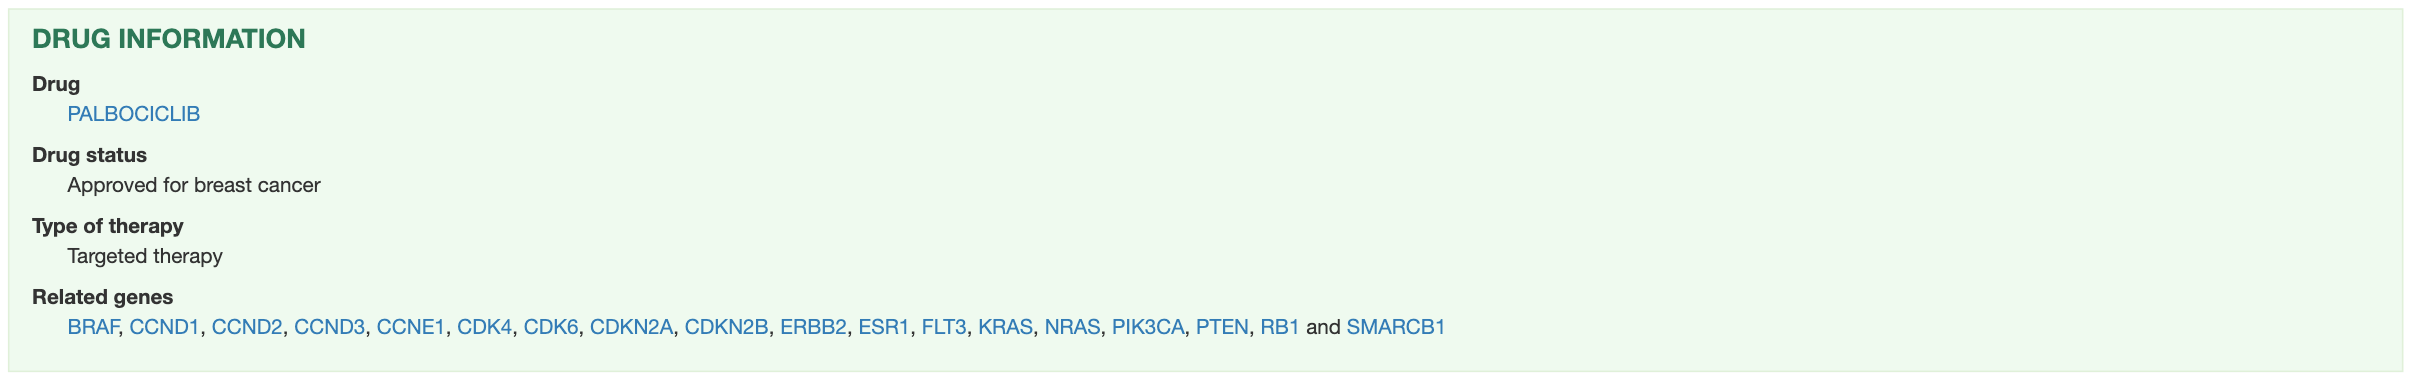 DRUG INFORMATION
Drug
PALBOCICLIB
Drug status
Approved for breast cancer
Type of therapy
Targeted therapy
Related genes
BRAF, CCND1, CCND2, CCND3, CCNE1, CDK4, CDK6, CDKN2A, CDKN2B, ERBB2, ESR1, FLT3, KRAS, NRAS, PIK3CA, PTEN, RB1 and SMARCB1